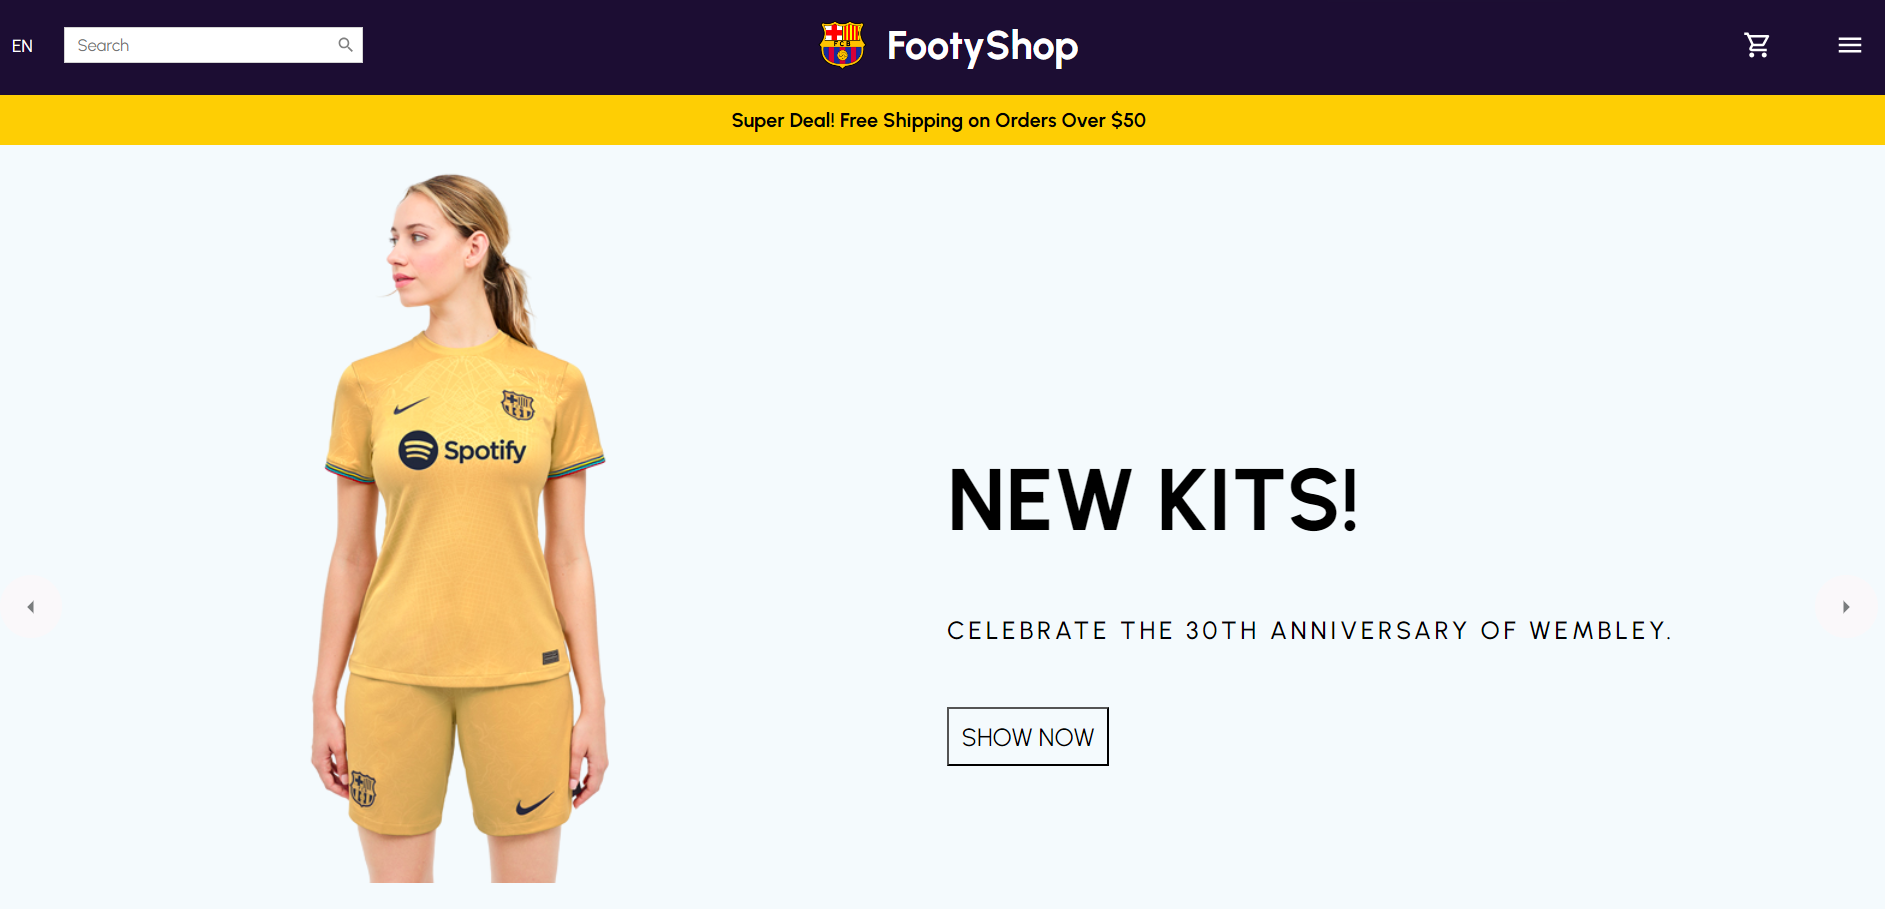 EN
Search
FCB
FootyShop
Super Deal! Free Shipping on Orders Over $50
Spotify
NEW KITS!
CELEBRATE THE 30TH ANNIVERSARY OF WEMBLEY.
SHOW NOW